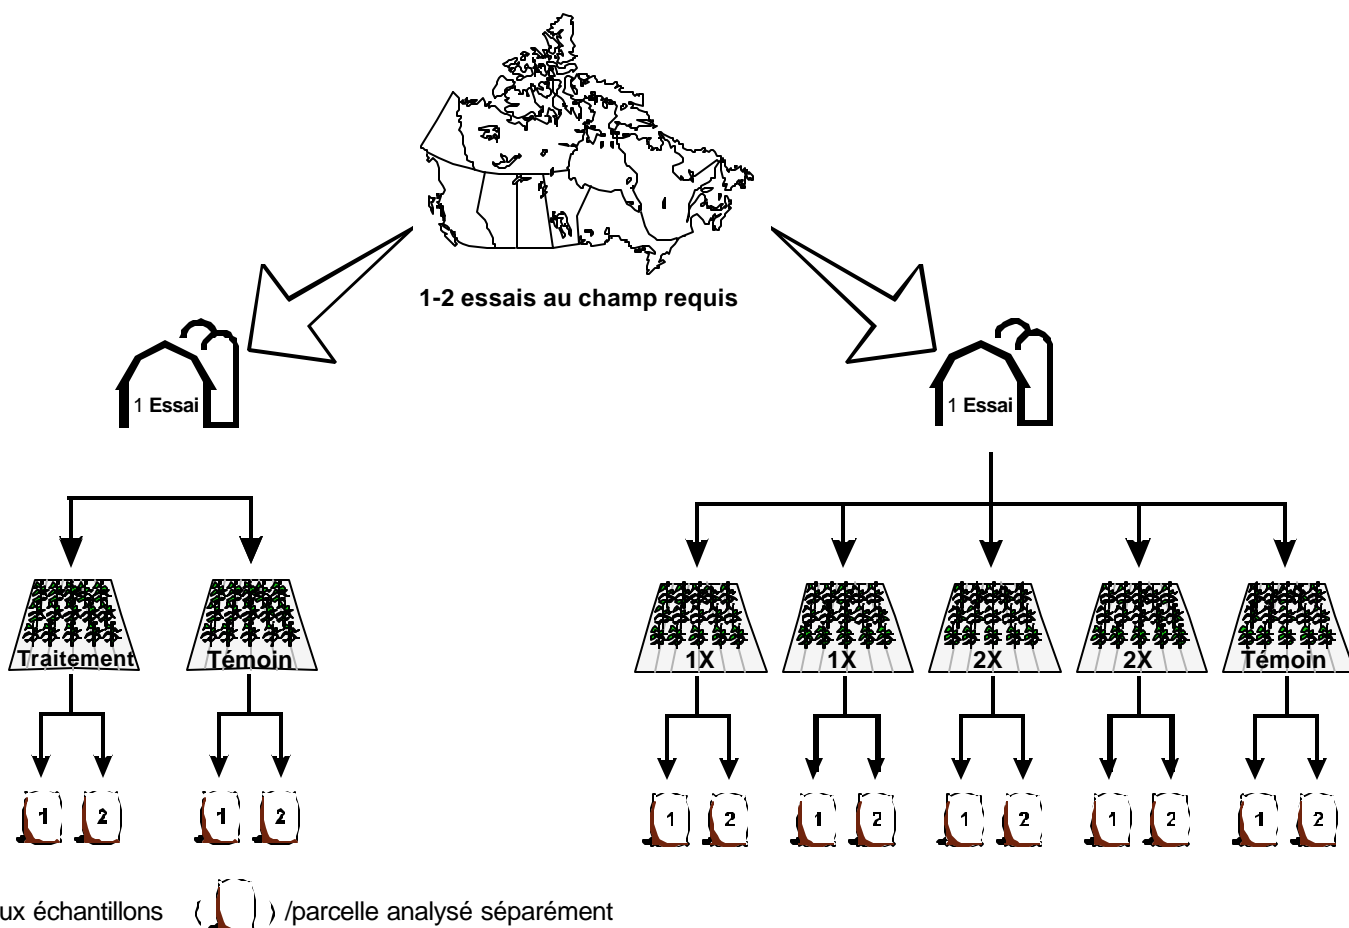 1-2 essais au champ requis
1 Essai
1 Essai
Traitement
Témoin
1X
1X
2X
2X
Témoin
1 2 1 2
1 2 1 2 1 2 1 2 1 2
ux échantillons ( ) /parcelle analysé séparément